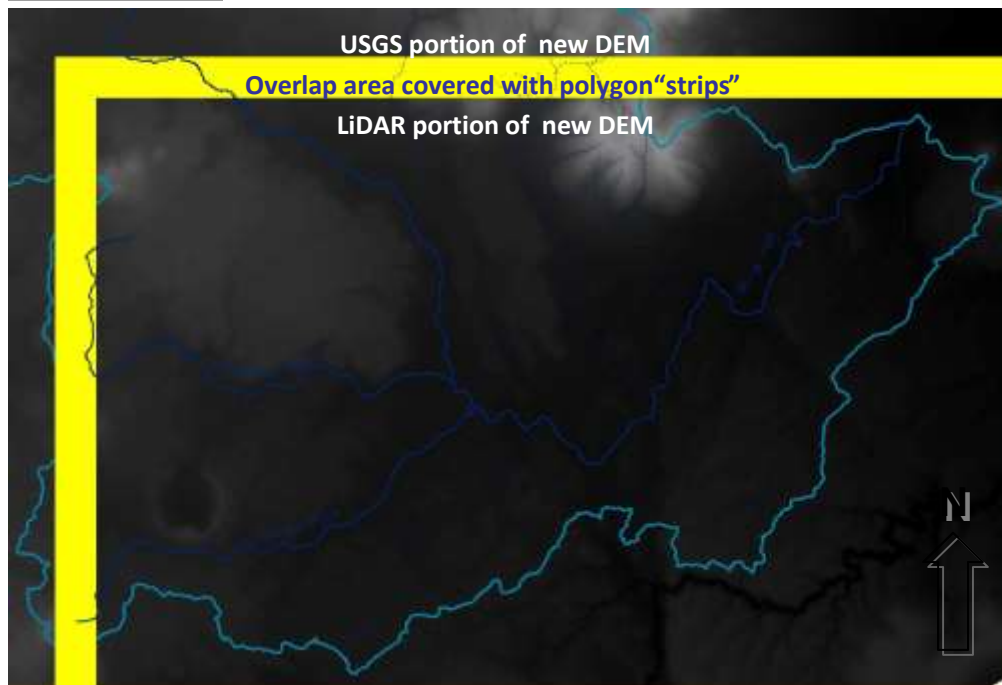 USGS portion of new DEM
Overlap area covered with polygon“strips”
LiDAR portion of new DEM
N